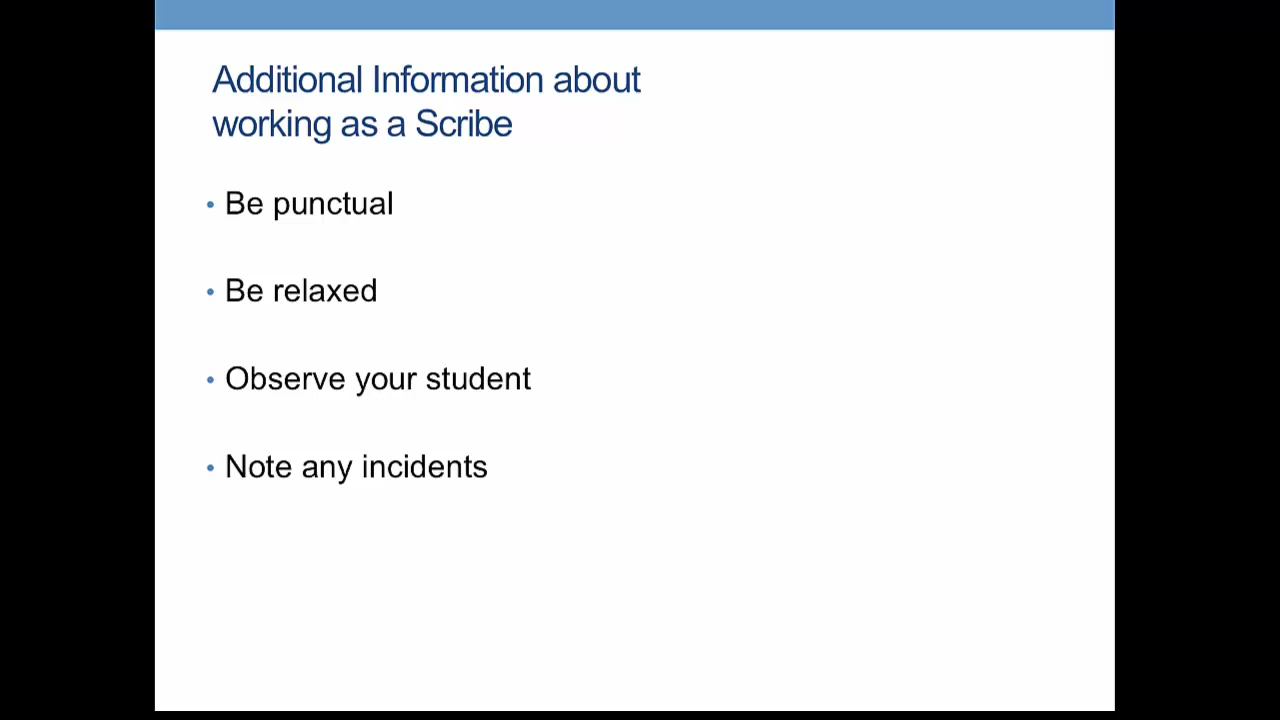 Additional Information about
working as a Scribe
• Be punctual
• Be relaxed
• Observe your student
• Note any incidents